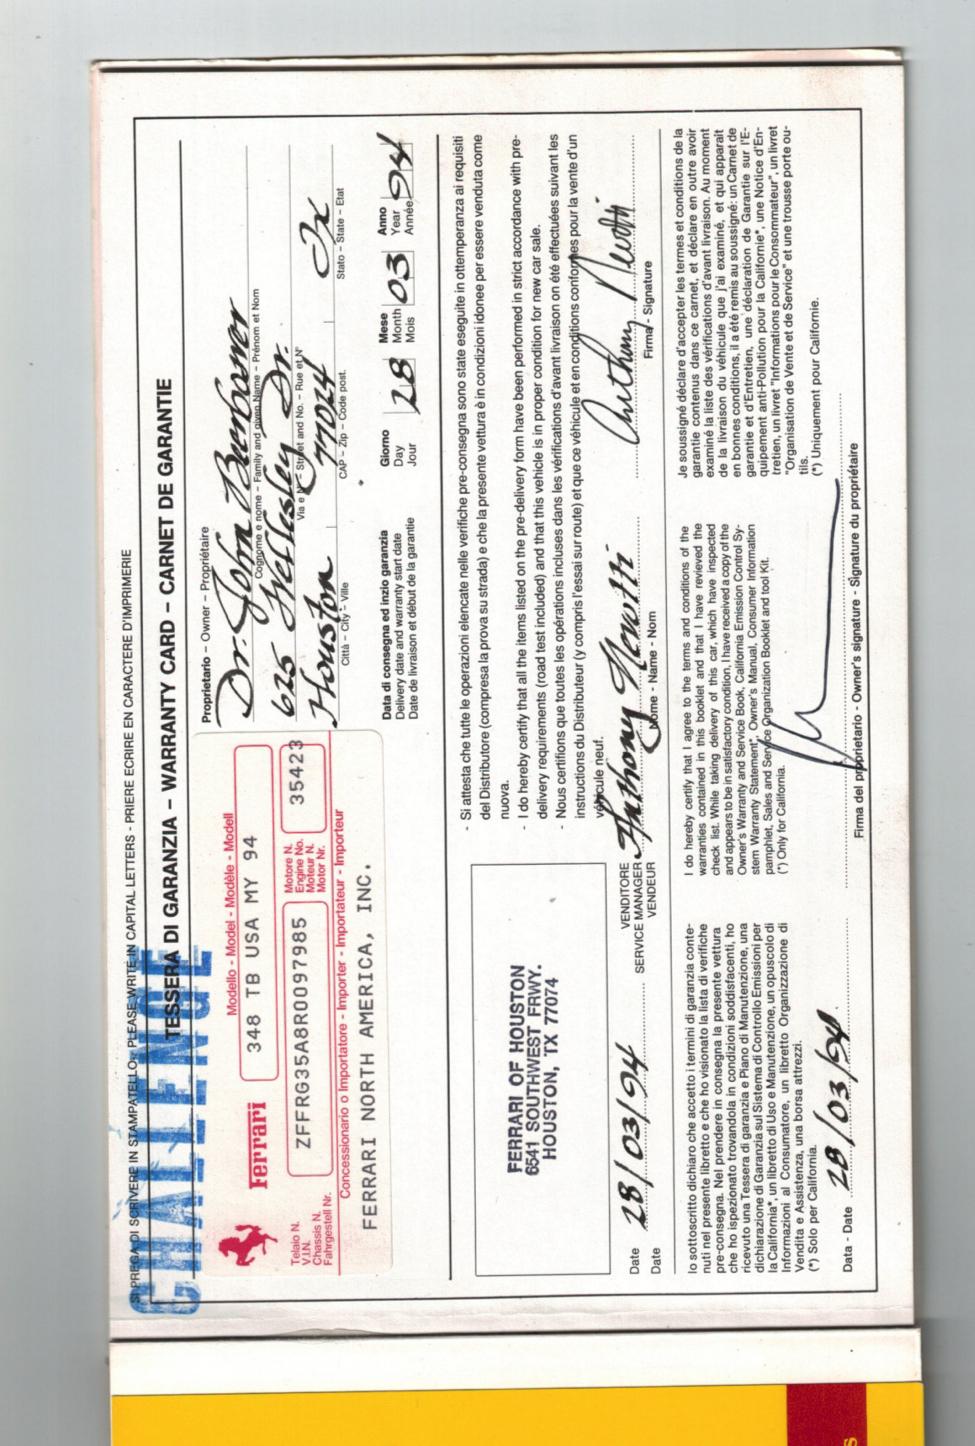 SI PREGA DI SCRIVERE IN STAMPATELLO - PLEASE WRITE IN CAPITAL LETTERS - PRIERE ECRIRE EN CARACTERE D'IMPRIMERIE
CHALLENGE
TESSERA DI GARANZIA – WARRANTY CARD – CARNET DE GARANTIE
Ferrari
Modello - Model - Modèle - Modell
348 TB USA MY 94
Telaio N.
V.I.N.
Chassis N.
Fahrgestell Nr.
ZFFRG35A8R0097985
Motore N.
Engine No.
Moteur N.
Motor Nr.
35423
Concessionario o Importatore - Importer - Importateur - Importeur
FERRARI NORTH AMERICA, INC.
Proprietario – Owner – Propriétaire
Dr. John
Cognome e nome – Family and given Name – Prénom et Nom
625 Wellesley Dr.
Via e N° – Street and No. – Rue et N°
Houston 77024 Tx
Città – City – Ville
CAP – Zip – Code post.
Stato – State – Etat
Data di consegna ed inzio garanzia
Delivery date and warranty start date
Date de livraison et début de la garantie
Giorno
Day
Jour
28
Mese
Month
Mois
03
Anno
Year
Année
94
- Si attesta che tutte le operazioni elencate nelle verifiche pre-consegna sono state eseguite in ottemperanza ai requisiti
del Distributore (compresa la prova su strada) e che la presente vettura è in condizioni idonee per essere venduta come
nuova.
- I do hereby certify that all the items listed on the pre-delivery form have been performed in strict accordance with pre-
delivery requirements (road test included) and that this vehicle is in proper condition for new car sale.
- Nous certifions que toutes les opérations incluses dans les vérifications d'avant livraison on été effectuées suivant les
instructions du Distributeur (y compris l'essai sur route) et que ce véhicule et en conditions conformes pour la vente d'un
véhicule neuf.
FERRARI OF HOUSTON
6541 SOUTHWEST FRWY.
HOUSTON, TX 77074
Date
Date
28/03/94
VENDITORE
SERVICE MANAGER
VENDEUR
Anthony
Nome - Name - Nom
Anthony
Firma - Signature
Io sottoscritto dichiaro che accetto i termini di garanzia conte-
nuti nel presente libretto e che ho visionato la lista di verifiche
pre-consegna. Nel prendere in consegna la presente vettura
che ho ispezionato trovandola in condizioni soddisfacenti, ho
ricevuto una Tessera di garanzia e Piano di Manutenzione, una
dichiarazione di Garanzia sul Sistema di Controllo Emissioni per
la California*, un libretto di Uso e Manutenzione, un opuscolo di
Informazioni al Consumatore, un libretto Organizzazione di
Vendita e Assistenza, una borsa attrezzi.
(*) Solo per California.
I do hereby certify that I agree to the terms and conditions of the
warranties contained in this booklet and that I have reviewed the
check list. While taking delivery of this car, which have inspected
and appears to be in satisfactory condition, I have received a copy of the
Owner's Warranty and Service Book, California Emission Control Sy-
stem Warranty Statement*, Owner's Manual, Consumer Information
pamphlet, Sales and Service Organization Booklet and tool Kit.
(*) Only for California.
Je soussigné déclare d'accepter les termes et conditions de la
garantie contenus dans ce carnet, et déclare en outre avoir
examiné la liste des vérifications d'avant livraison. Au moment
de la livraison du véhicule que j'ai examiné, et qui apparaît
en bonnes conditions, il a été remis au soussigné: un Carnet de
garantie et d'Entretien, une déclaration de Garantie sur l'E-
quipement anti-Pollution pour la Californie*, une Notice d'En-
tretien, un livret "Informations pour le Consommateur", un livret
"Organisation de Vente et de Service" et une trousse porte ou-
tils.
(*) Uniquement pour Californie.
Data - Date
28/03/94
Firma del proprietario - Owner's signature - Signature du propriétaire